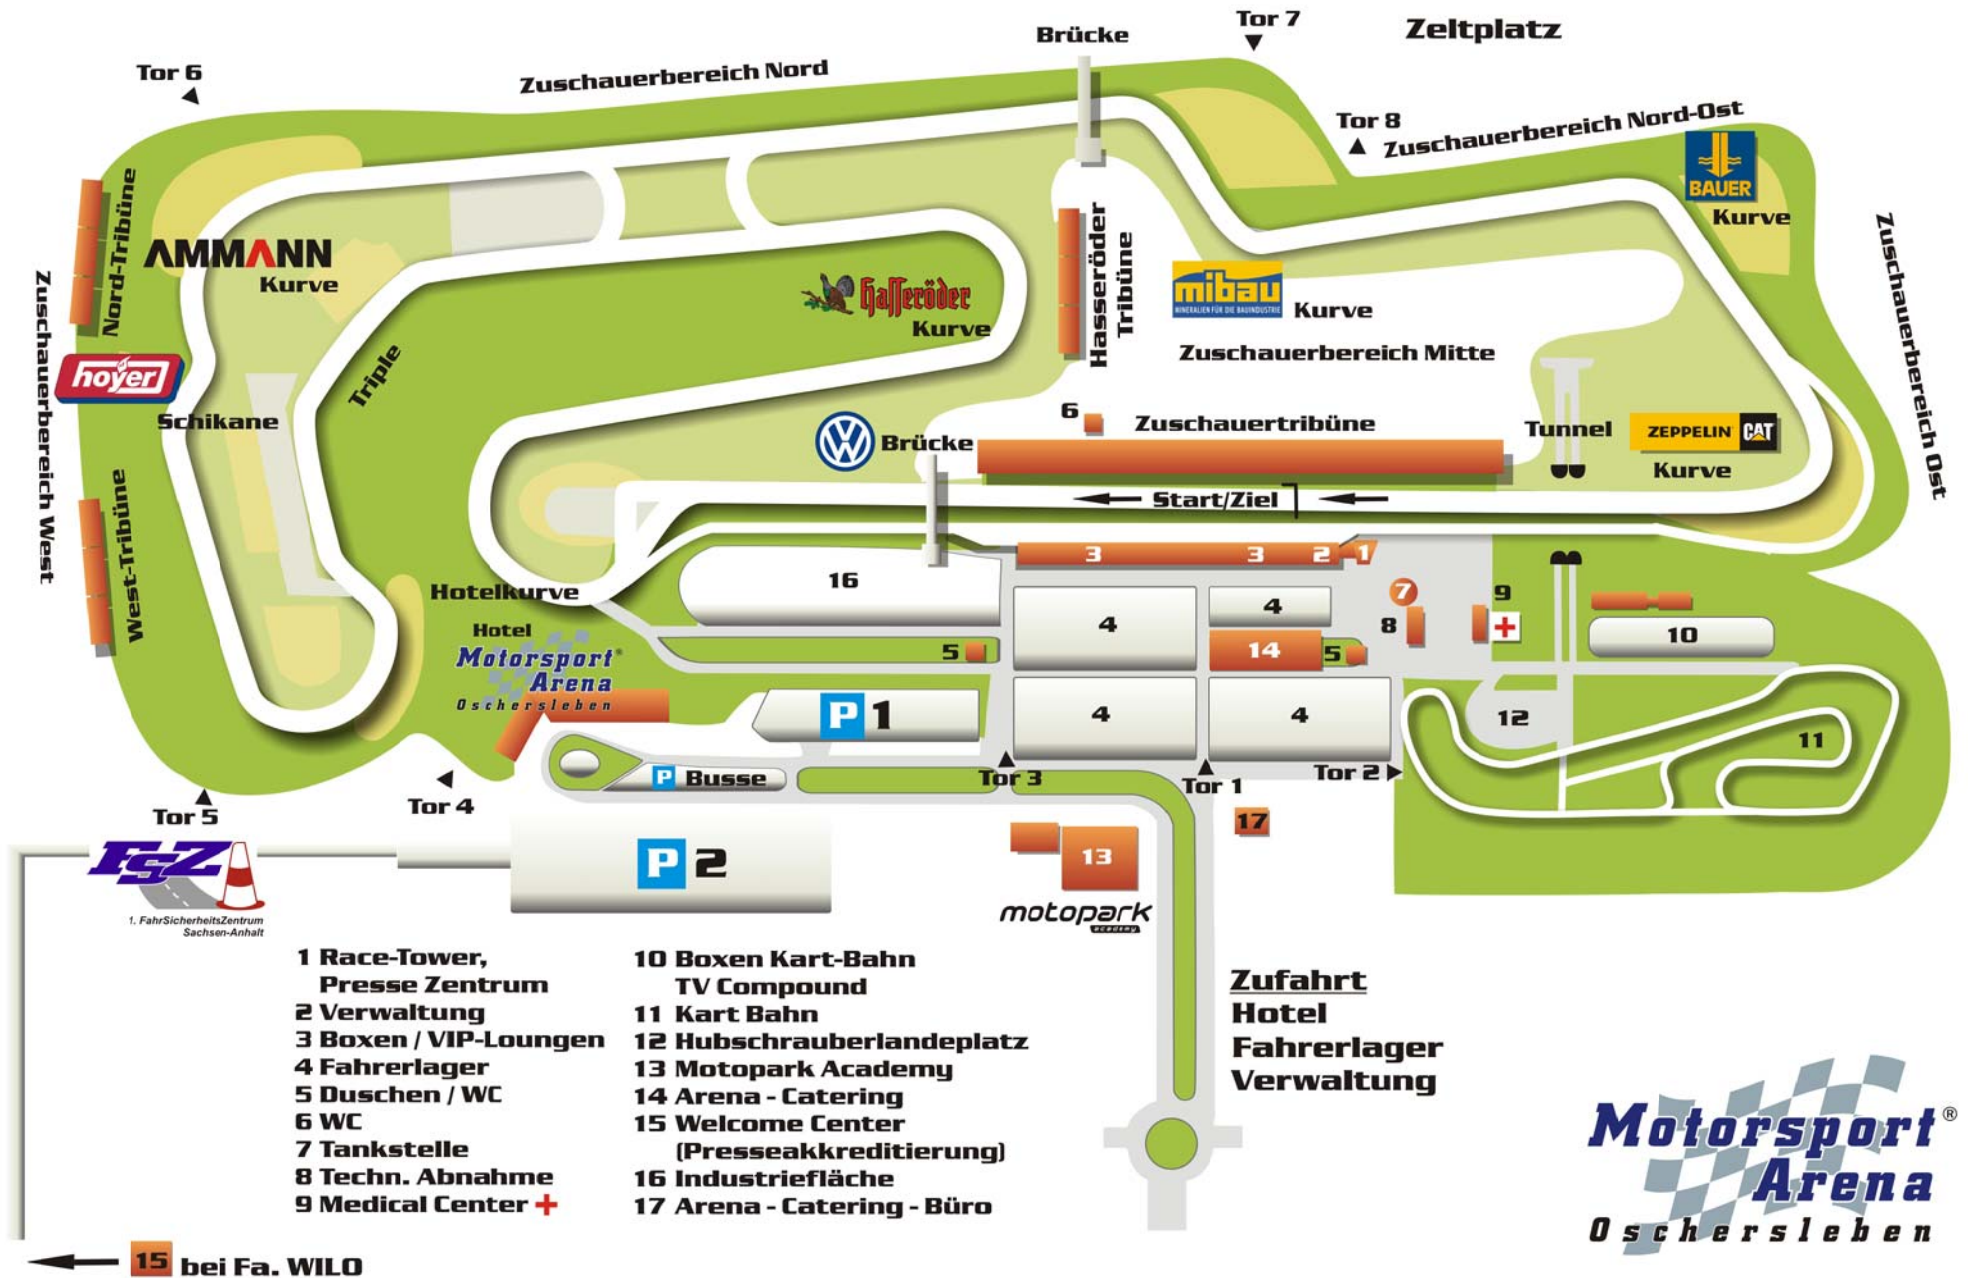 Tor 7
Brücke
Zeltplatz
Tor 6
Zuschauerbereich Nord
Tor 8
Zuschauerbereich Nord-Ost
BAUER
Kurve
Nord-Tribüne
AMMANN
Kurve
Zuschauerbereich West
hoyer
Schikane
Triple
Hasseröder
Kurve
Hasseröder
Tribüne
mibau
MINERALIEN FÜR DIE BAUINDUSTRIE
Kurve
Zuschauerbereich Mitte
Zuschauerbereich Ost
6
Zuschauertribüne
Tunnel
ZEPPELIN CAT
Kurve
VW
Brücke
Start/Ziel
West-Tribüne
3
3
2
1
16
Hotelkurve
4
4
7
8
9
10
Hotel
Motorsport®
Arena
Oschersleben
5
14
5
P 1
4
4
12
11
P Busse
Tor 3
Tor 1
Tor 2
Tor 4
Tor 5
17
FSZ
1. FahrSicherheitsZentrum
Sachsen-Anhalt
P 2
13
motopark
academy
1 Race-Tower,
Presse Zentrum
2 Verwaltung
3 Boxen / VIP-Loungen
4 Fahrerlager
5 Duschen / WC
6 WC
7 Tankstelle
8 Techn. Abnahme
9 Medical Center +
10 Boxen Kart-Bahn
TV Compound
11 Kart Bahn
12 Hubschrauberlandeplatz
13 Motopark Academy
14 Arena - Catering
15 Welcome Center
(Presseakkreditierung)
16 Industriefläche
17 Arena - Catering - Büro
Zufahrt
Hotel
Fahrerlager
Verwaltung
15 bei Fa. WILO
Motorsport®
Arena
Oschersleben